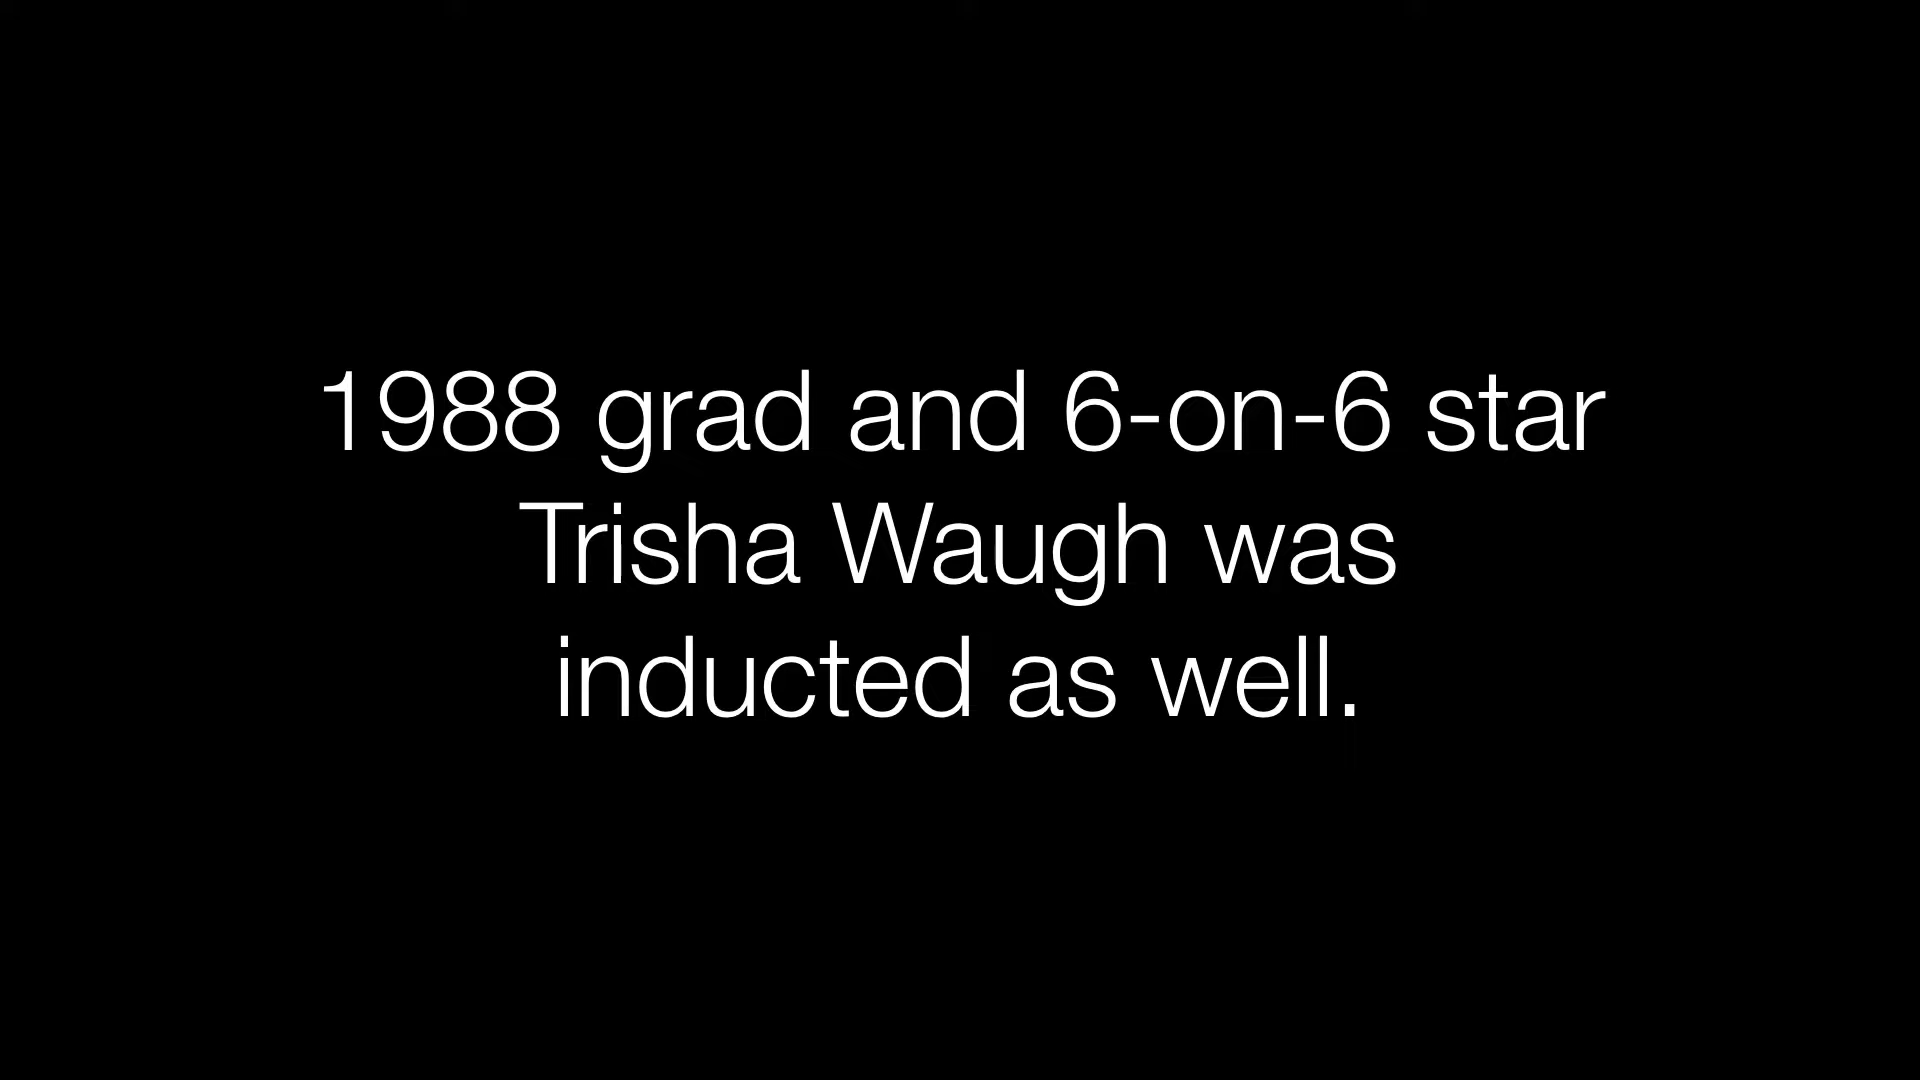 1988 grad and 6-on-6 star
Trisha Waugh was
inducted as well.